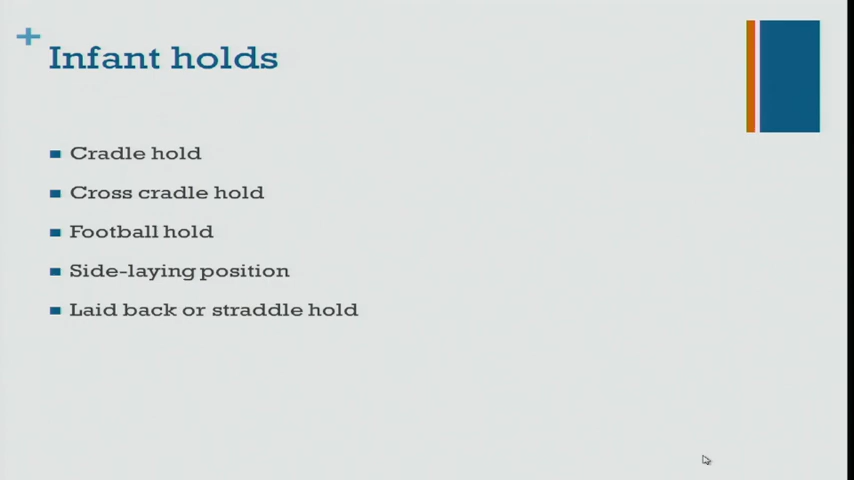 +
Infant holds
Cradle hold
Cross cradle hold
Football hold
Side-laying position
Laid back or straddle hold